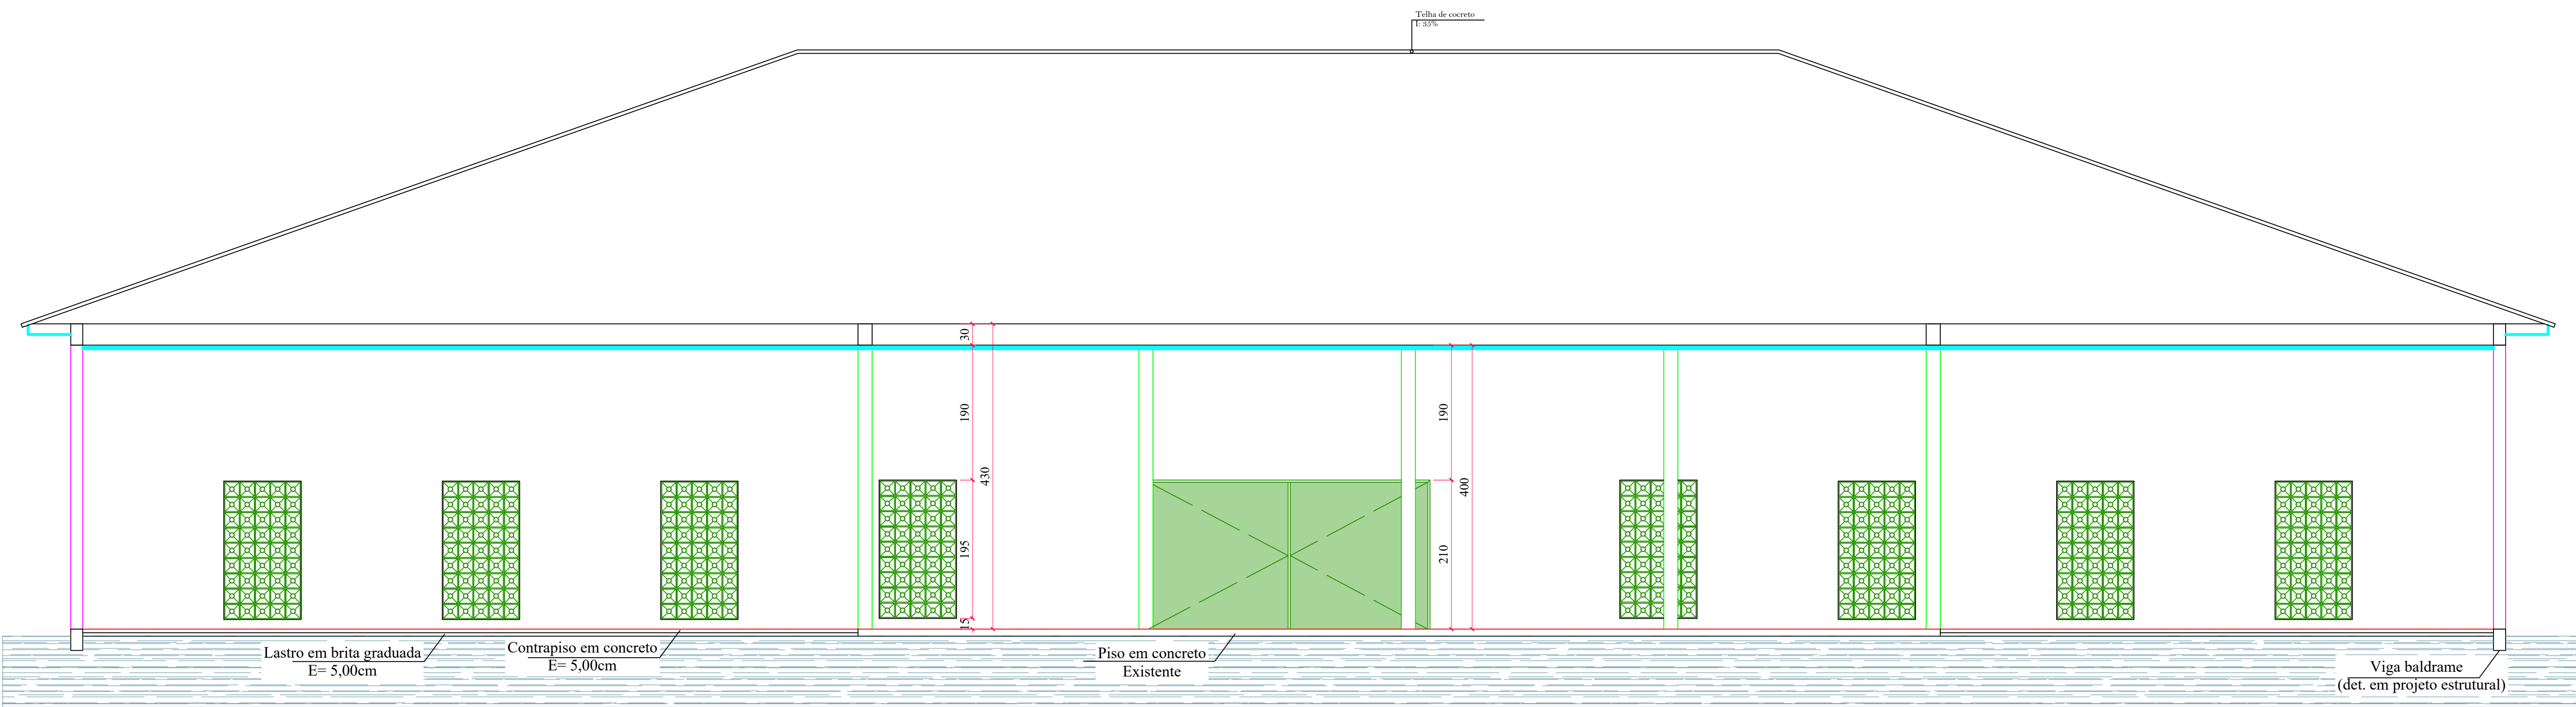 Telha de cocreto
I: 35%
30
190
430
195
15
190
400
210
Lastro em brita graduada
E= 5,00cm
Contrapiso em concreto
E= 5,00cm
Piso em concreto
Existente
Viga baldrame
(det. em projeto estrutural)